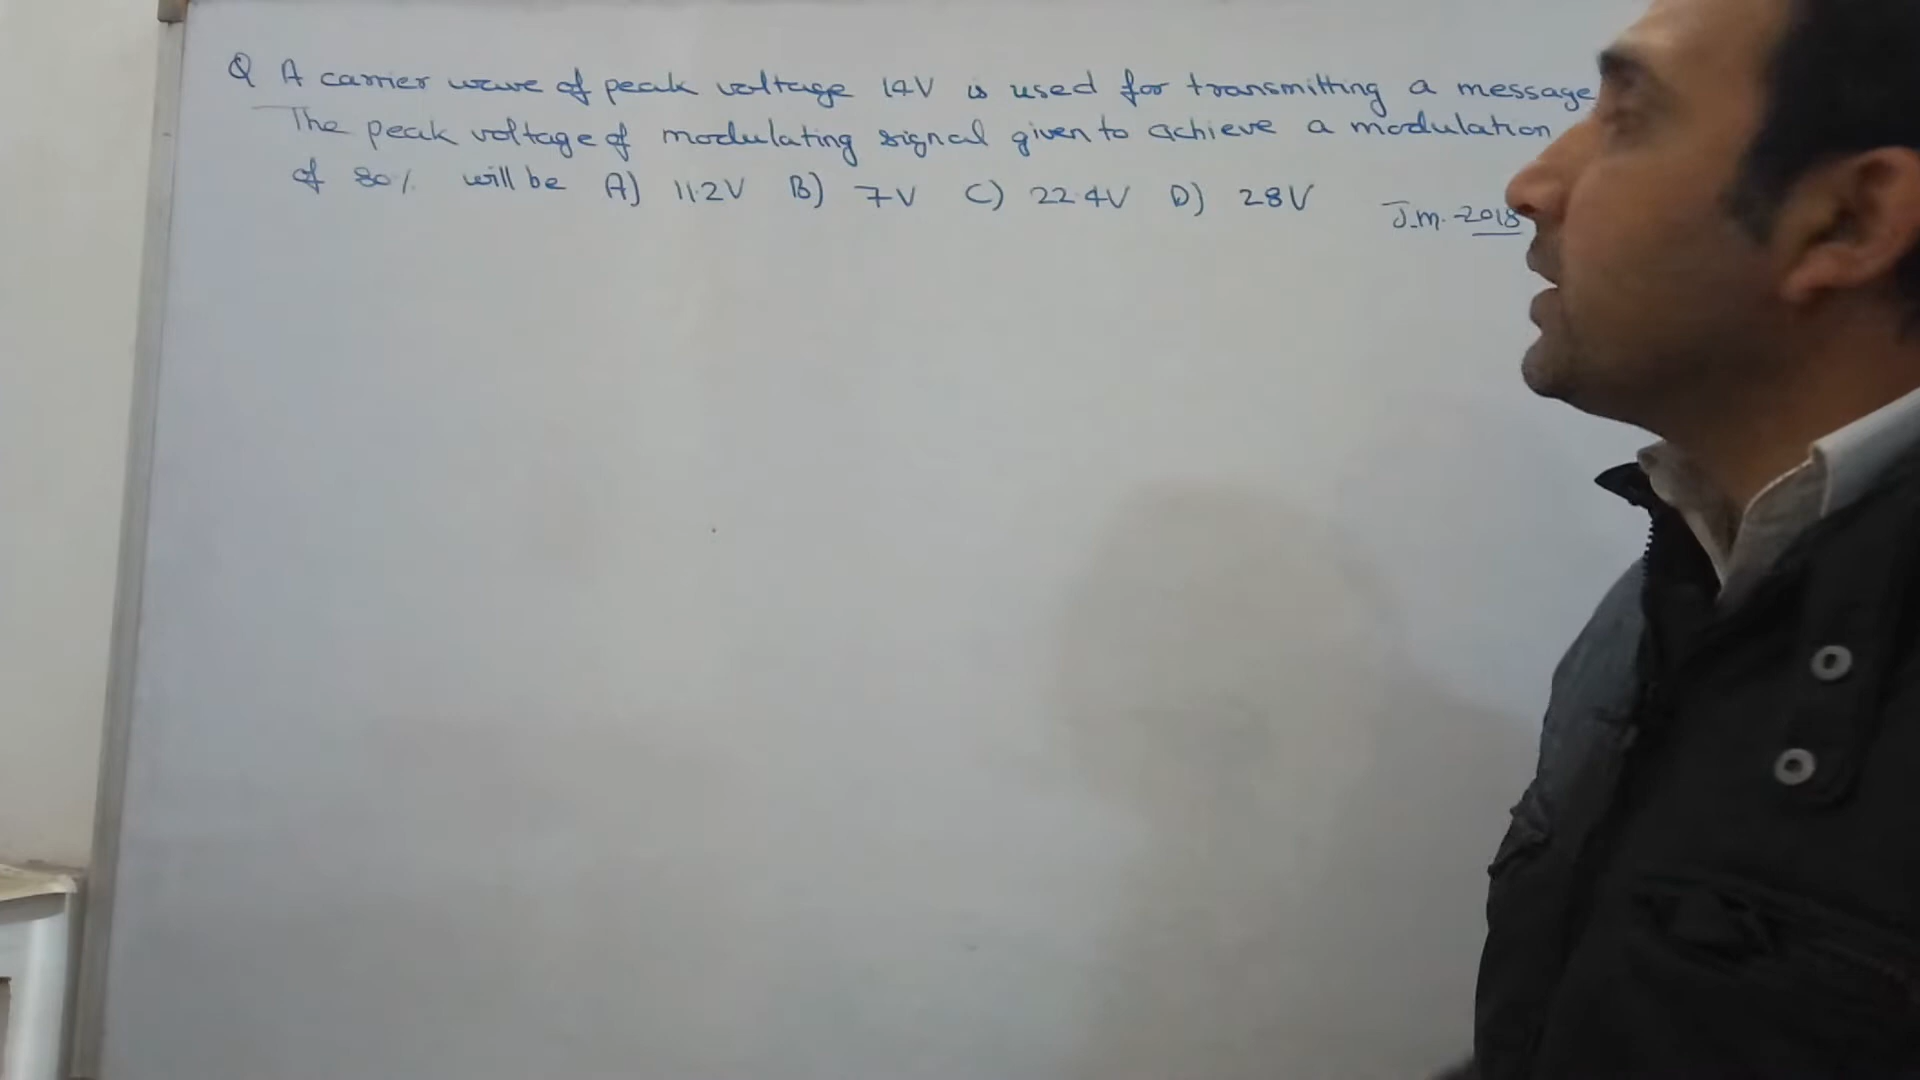 Q A carrier wave of peak voltage 14V is used for transmitting a message
The peak voltage of modulating signal given to achieve a modulation
of 80% will be A) 11.2V B) 7V C) 22.4V D) 28V
J.M.-2018